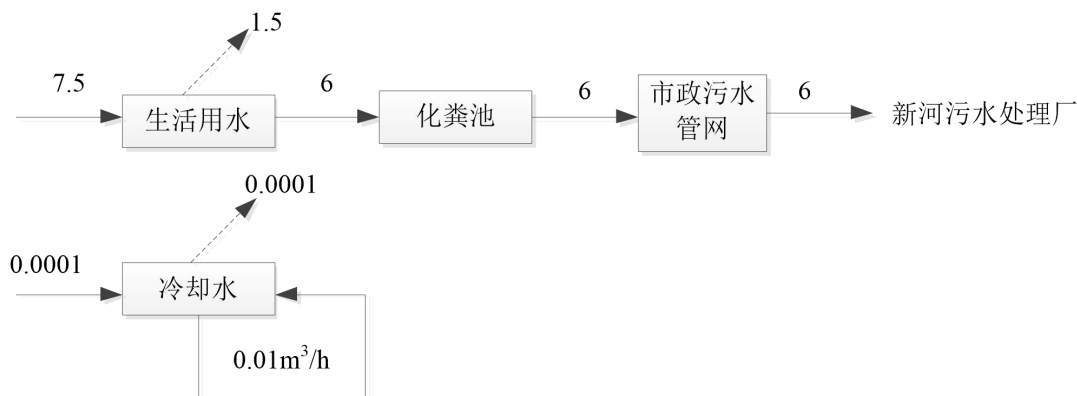 1.5
7.5
6
6
6
生活用水
化粪池
市政污水
管网
新河污水处理厂
0.0001
0.0001
冷却水
0.01m³/h